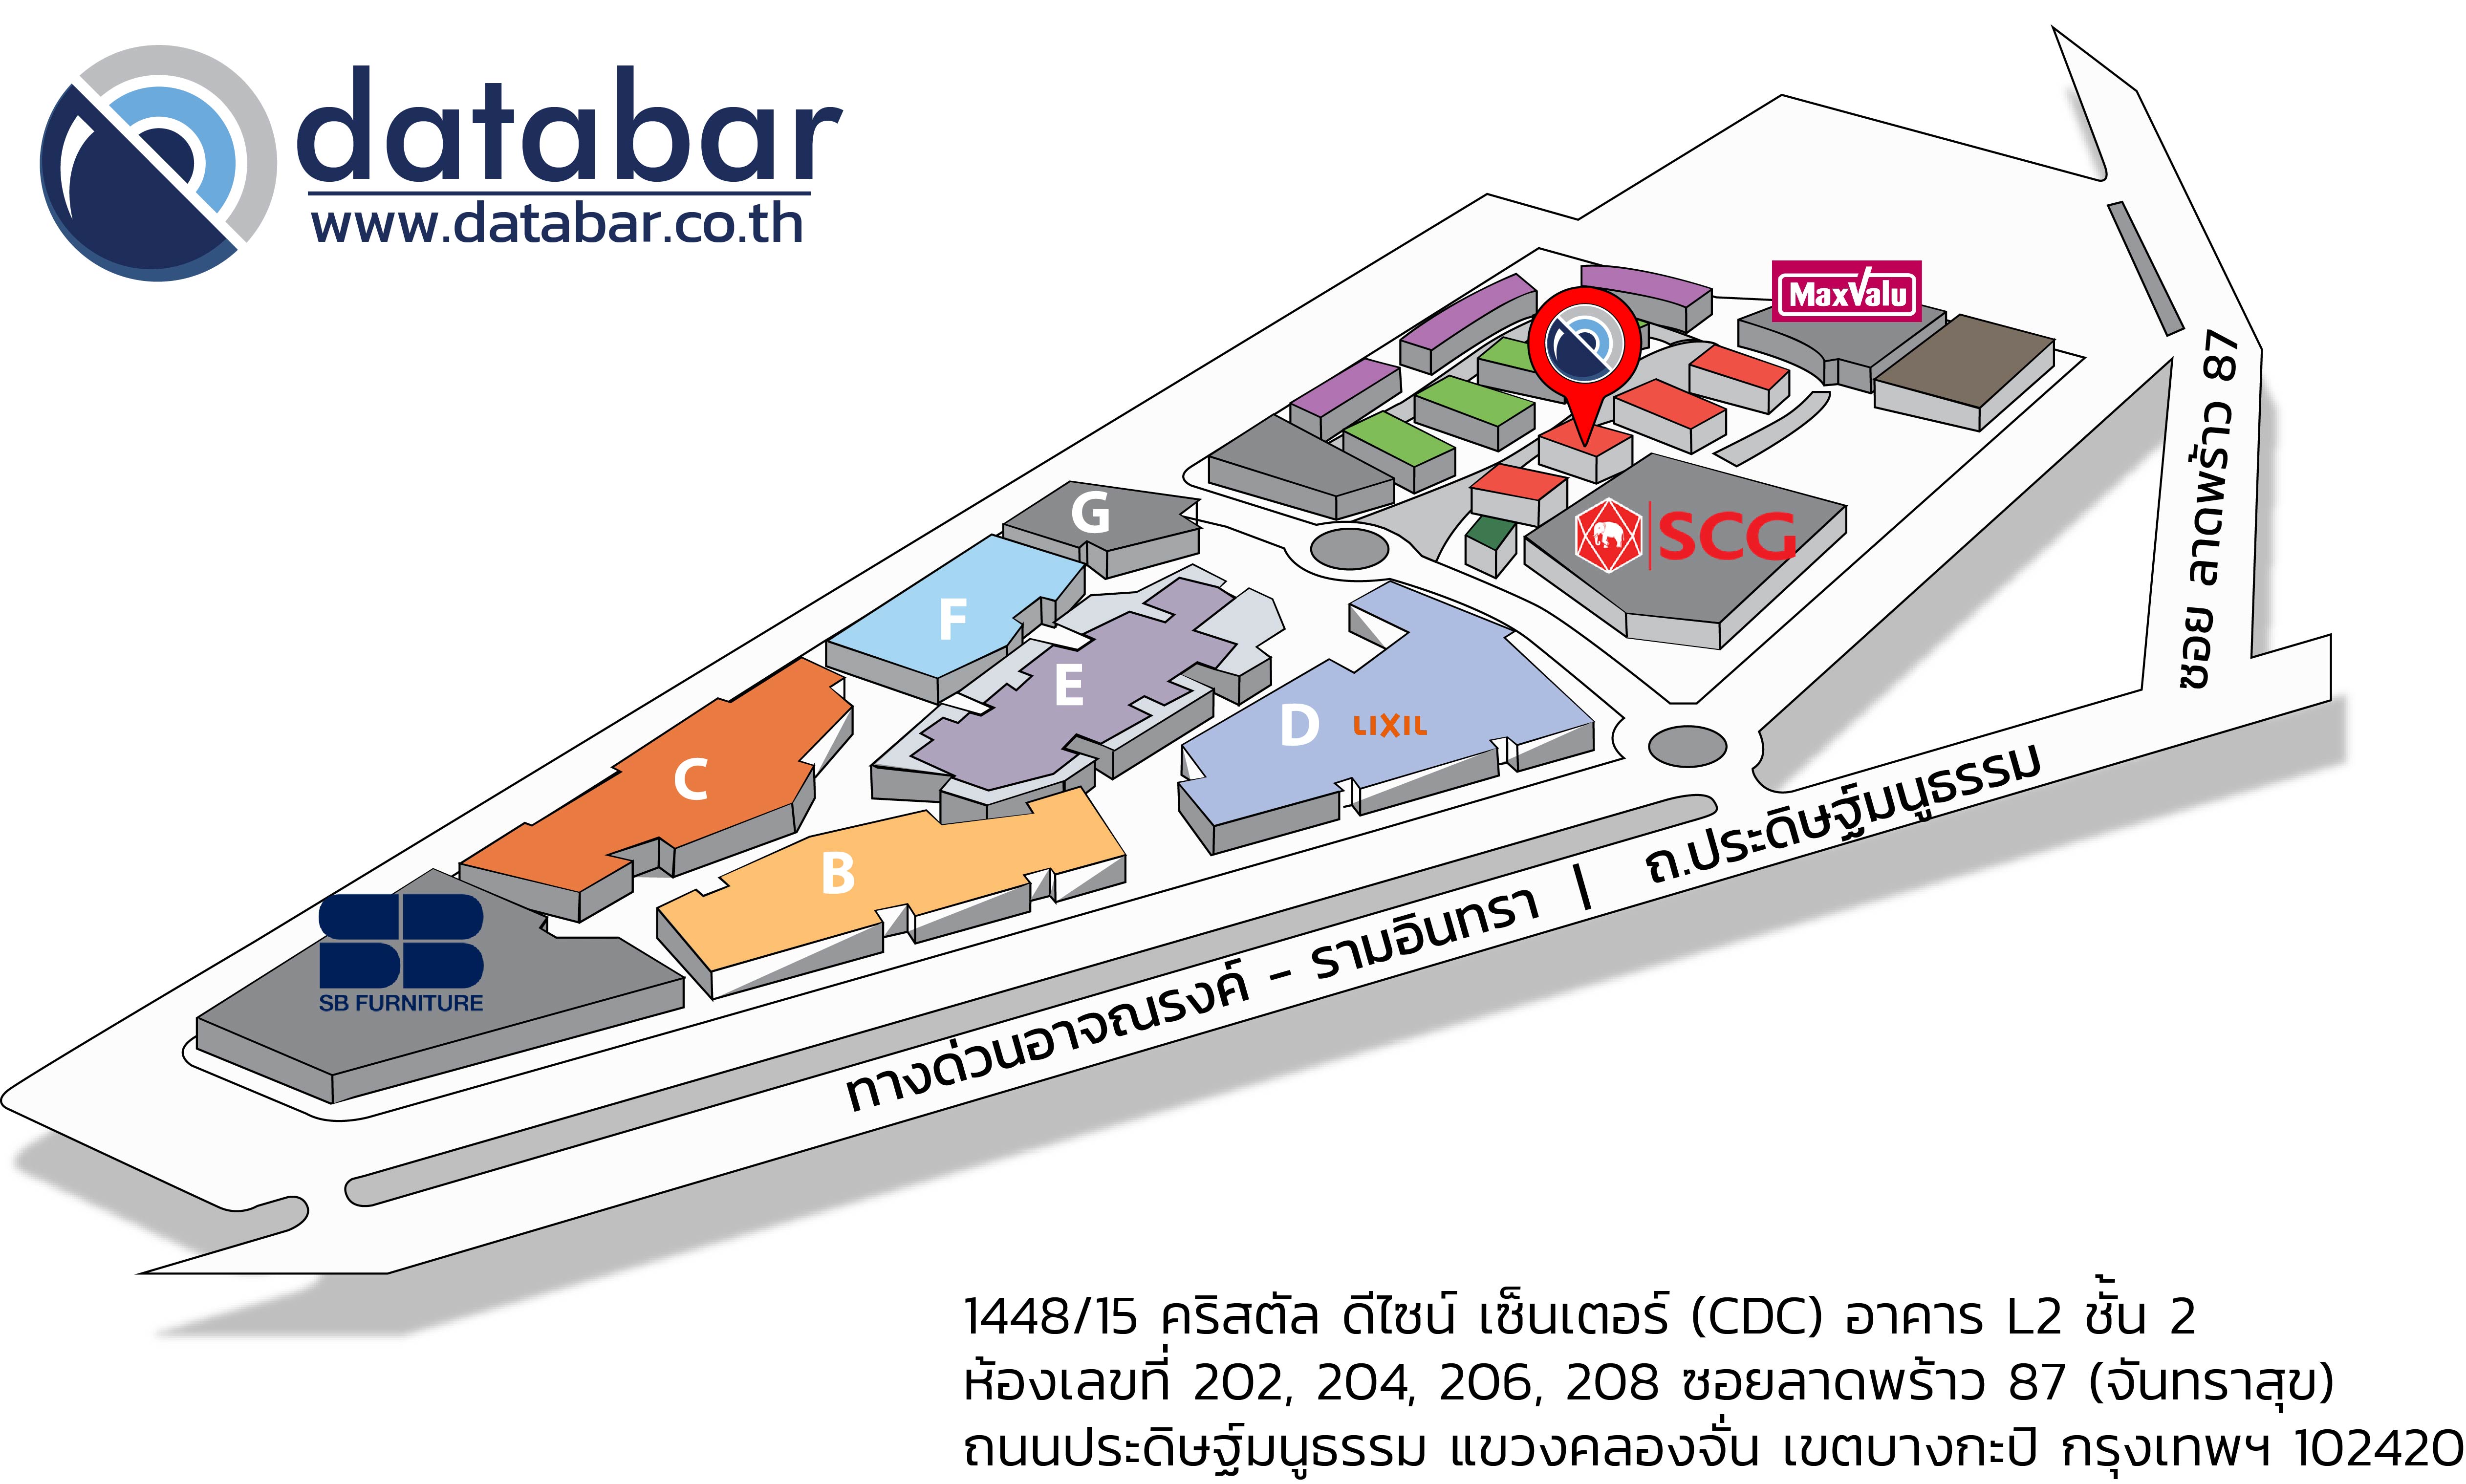 databar
www.databar.co.th
MaxValu
ซอย ลาดพร้าว 87
G
SCG
F
E
D LIXIL
C
B
SB FURNITURE
ทางด่วนอาจณรงค์ - รามอินทรา | ถ.ประดิษฐ์มนูธรรม
1448/15 คริสตัล ดีไซน์ เซ็นเตอร์ (CDC) อาคาร L2 ชั้น 2
ห้องเลขที่ 202, 204, 206, 208 ซอยลาดพร้าว 87 (จันทราสุข)
ถนนประดิษฐ์มนูธรรม แขวงคลองจั่น เขตบางกะปิ กรุงเทพฯ 102420